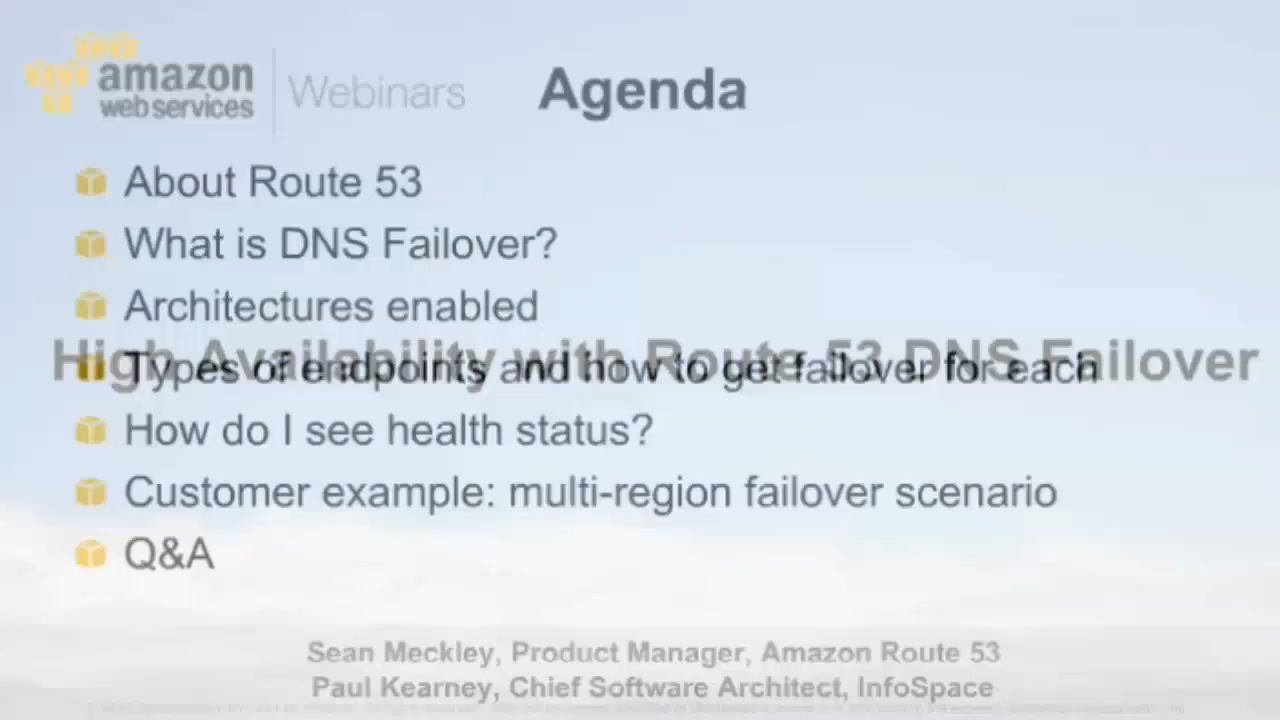 amazon
web services
Webinars
Agenda
About Route 53
What is DNS Failover?
Architectures enabled
High Availability with Route 53 DNS Failover
Types of endpoints and how to get failover for each
How do I see health status?
Customer example: multi-region failover scenario
Q&A
Sean Meckley, Product Manager, Amazon Route 53
Paul Kearney, Chief Software Architect, InfoSpace